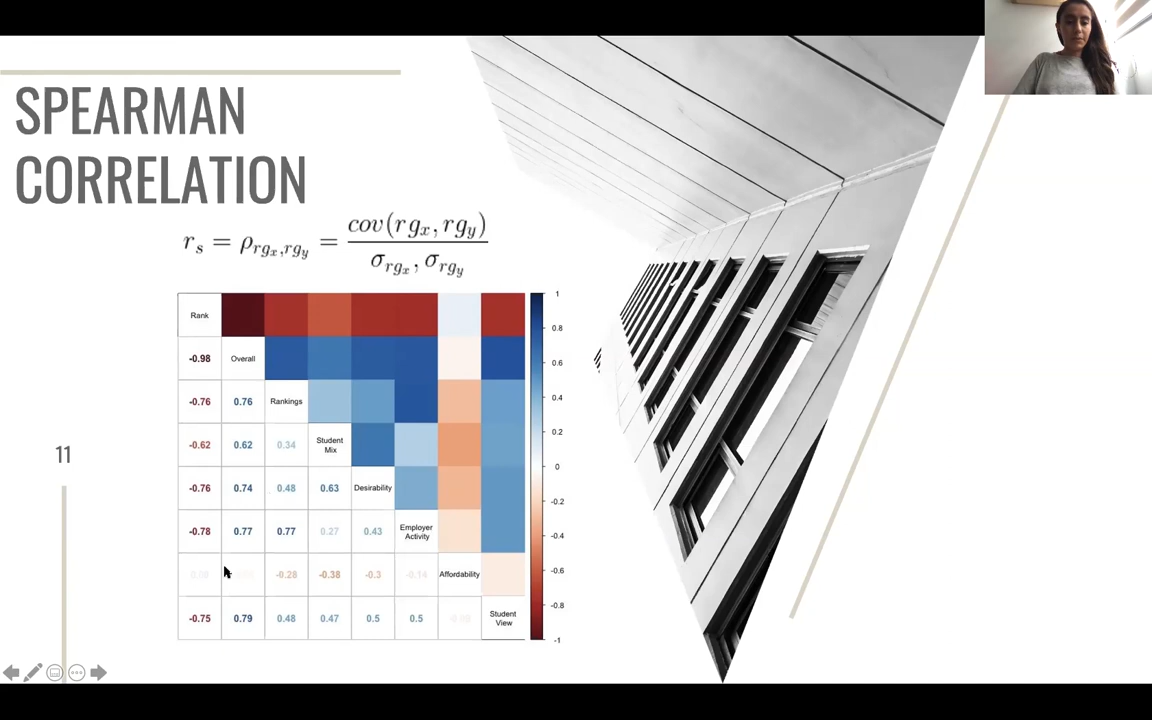 SPEARMAN
CORRELATION
r_s = ρ_{rg_x,rg_y} = cov(rg_x, rg_y) / σ_{rg_x}, σ_{rg_y}
Rank
-0.98 Overall
-0.76 0.76 Rankings
-0.62 0.62 0.34 Student Mix
-0.76 0.74 0.48 0.63 Desirability
-0.78 0.77 0.77 0.27 0.43 Employer Activity
-0.28 -0.38 -0.3 -0.14 Affordability
-0.75 0.79 0.48 0.47 0.5 0.5 Student View
1
0.8
0.6
0.4
0.2
0
-0.2
-0.4
-0.6
-0.8
-1
11